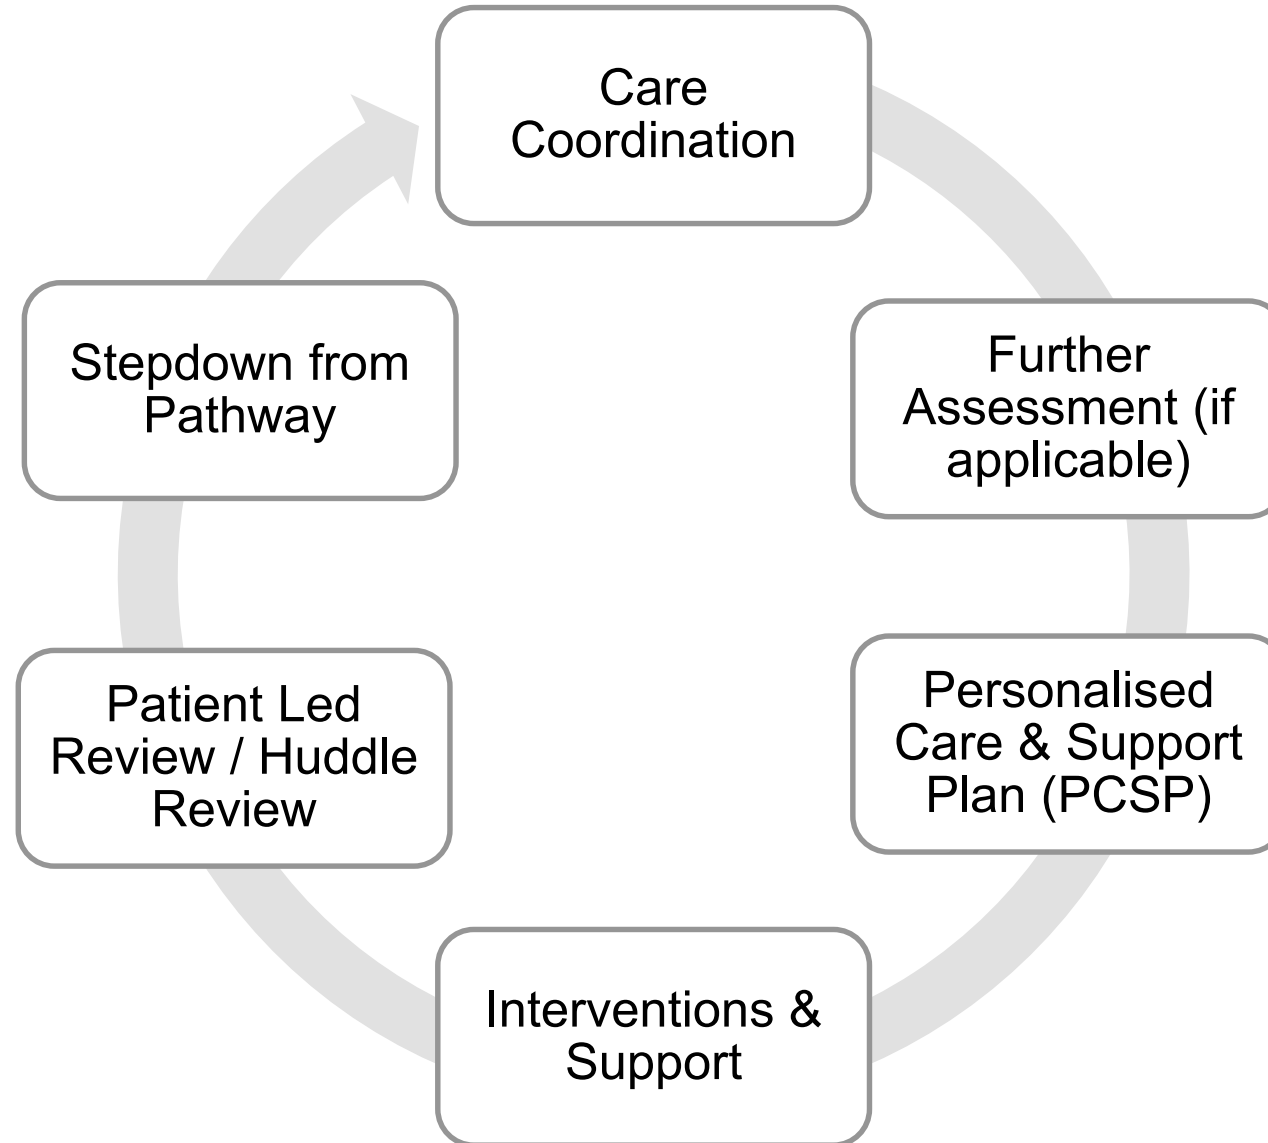 Care
Coordination
Further
Assessment (if
applicable)
Personalised
Care & Support
Plan (PCSP)
Interventions &
Support
Patient Led
Review / Huddle
Review
Stepdown from
Pathway